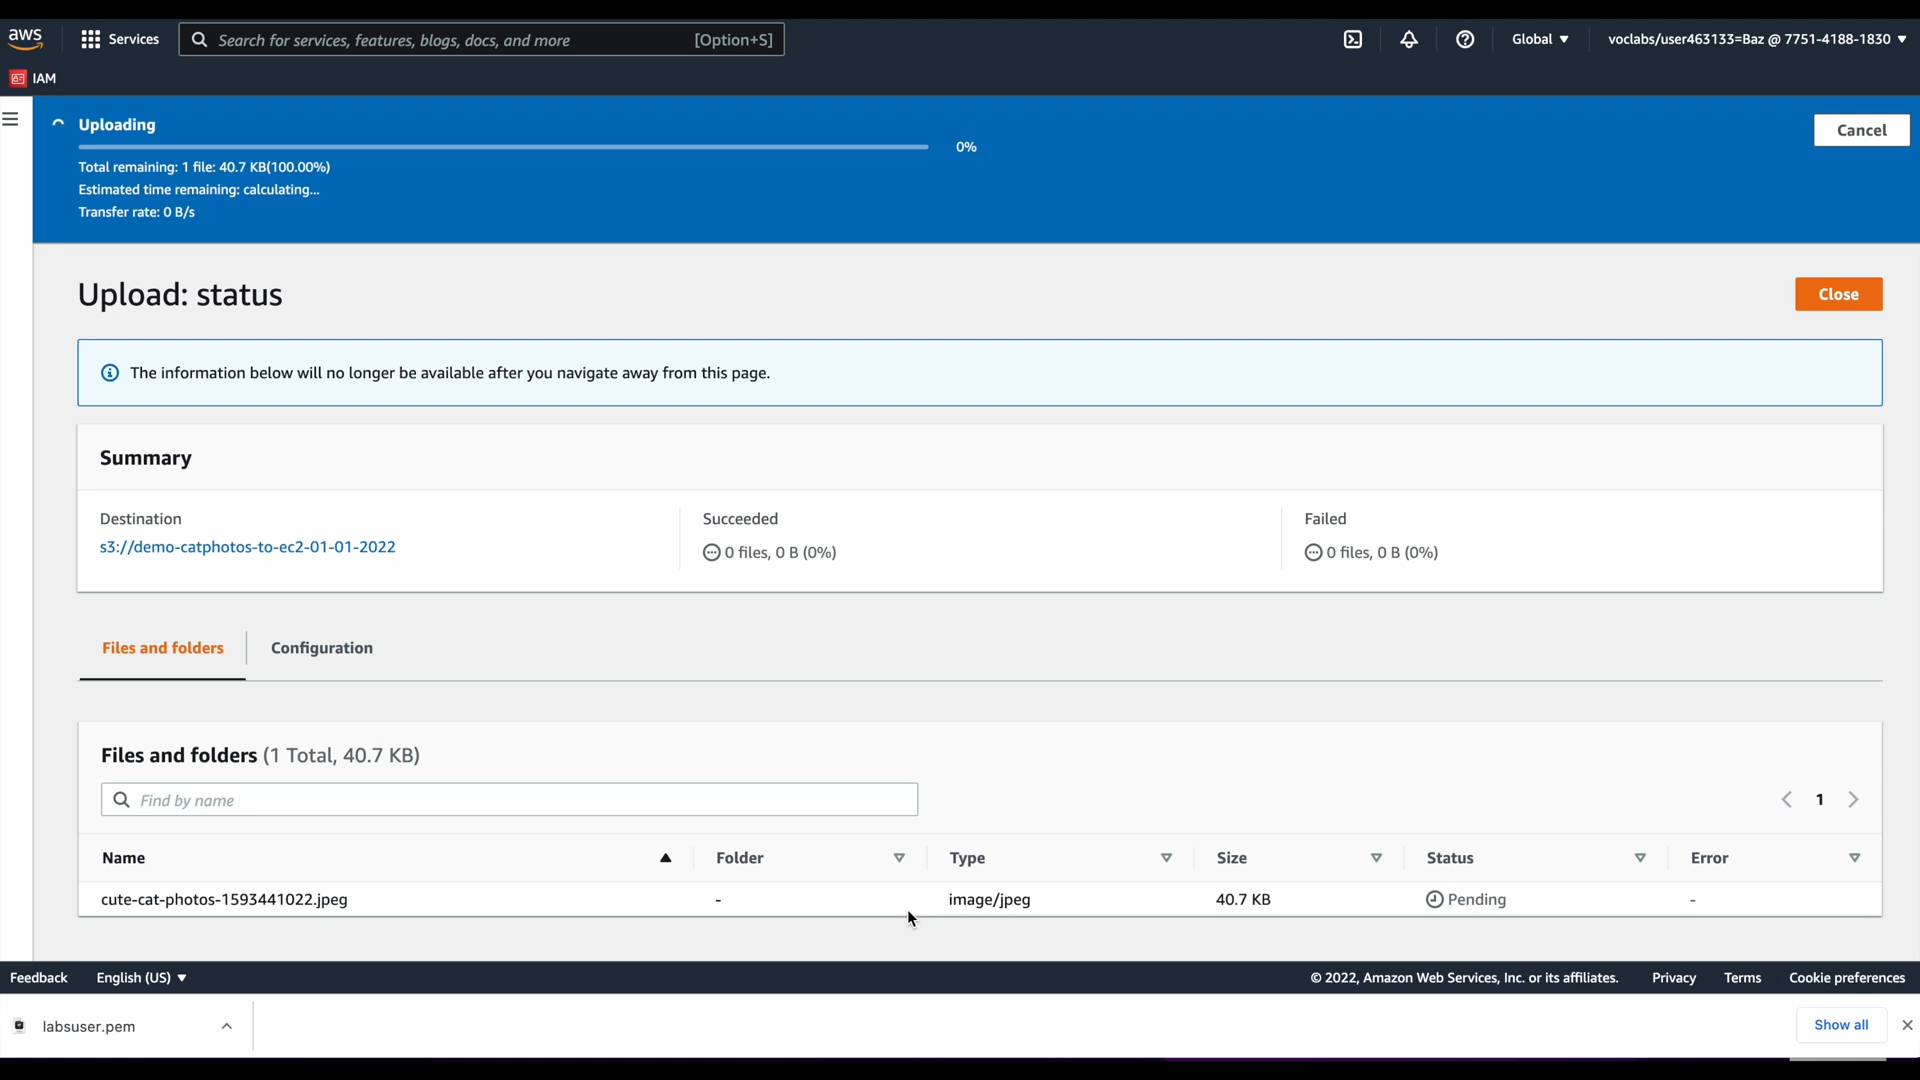 aws Services Search for services, features, blogs, docs, and more [Option+S] Global voclabs/user463133=Baz @ 7751-4188-1830
IAM
Uploading
Cancel
0%
Total remaining: 1 file: 40.7 KB(100.00%)
Estimated time remaining: calculating...
Transfer rate: 0 B/s
Upload: status
Close
The information below will no longer be available after you navigate away from this page.
Summary
Destination Succeeded Failed
s3://demo-catphotos-to-ec2-01-01-2022 0 files, 0 B (0%) 0 files, 0 B (0%)
Files and folders Configuration
Files and folders (1 Total, 40.7 KB)
Find by name 1
Name Folder Type Size Status Error
cute-cat-photos-1593441022.jpeg - image/jpeg 40.7 KB Pending -
Feedback English (US) © 2022, Amazon Web Services, Inc. or its affiliates. Privacy Terms Cookie preferences
labsuser.pem Show all